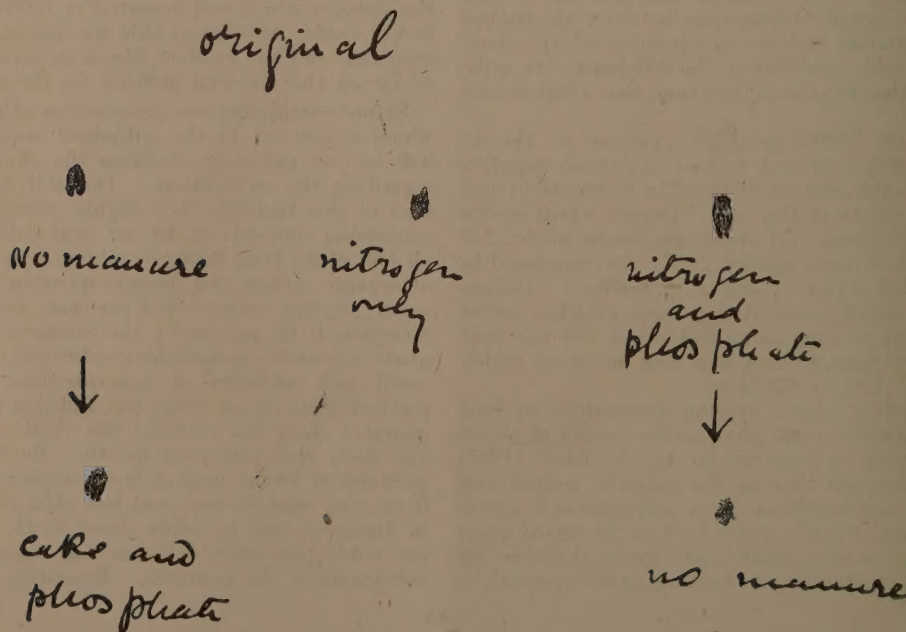 original
No manure
nitrogen
only
nitrogen
and
phosphate
cake and
phosphate
no manure